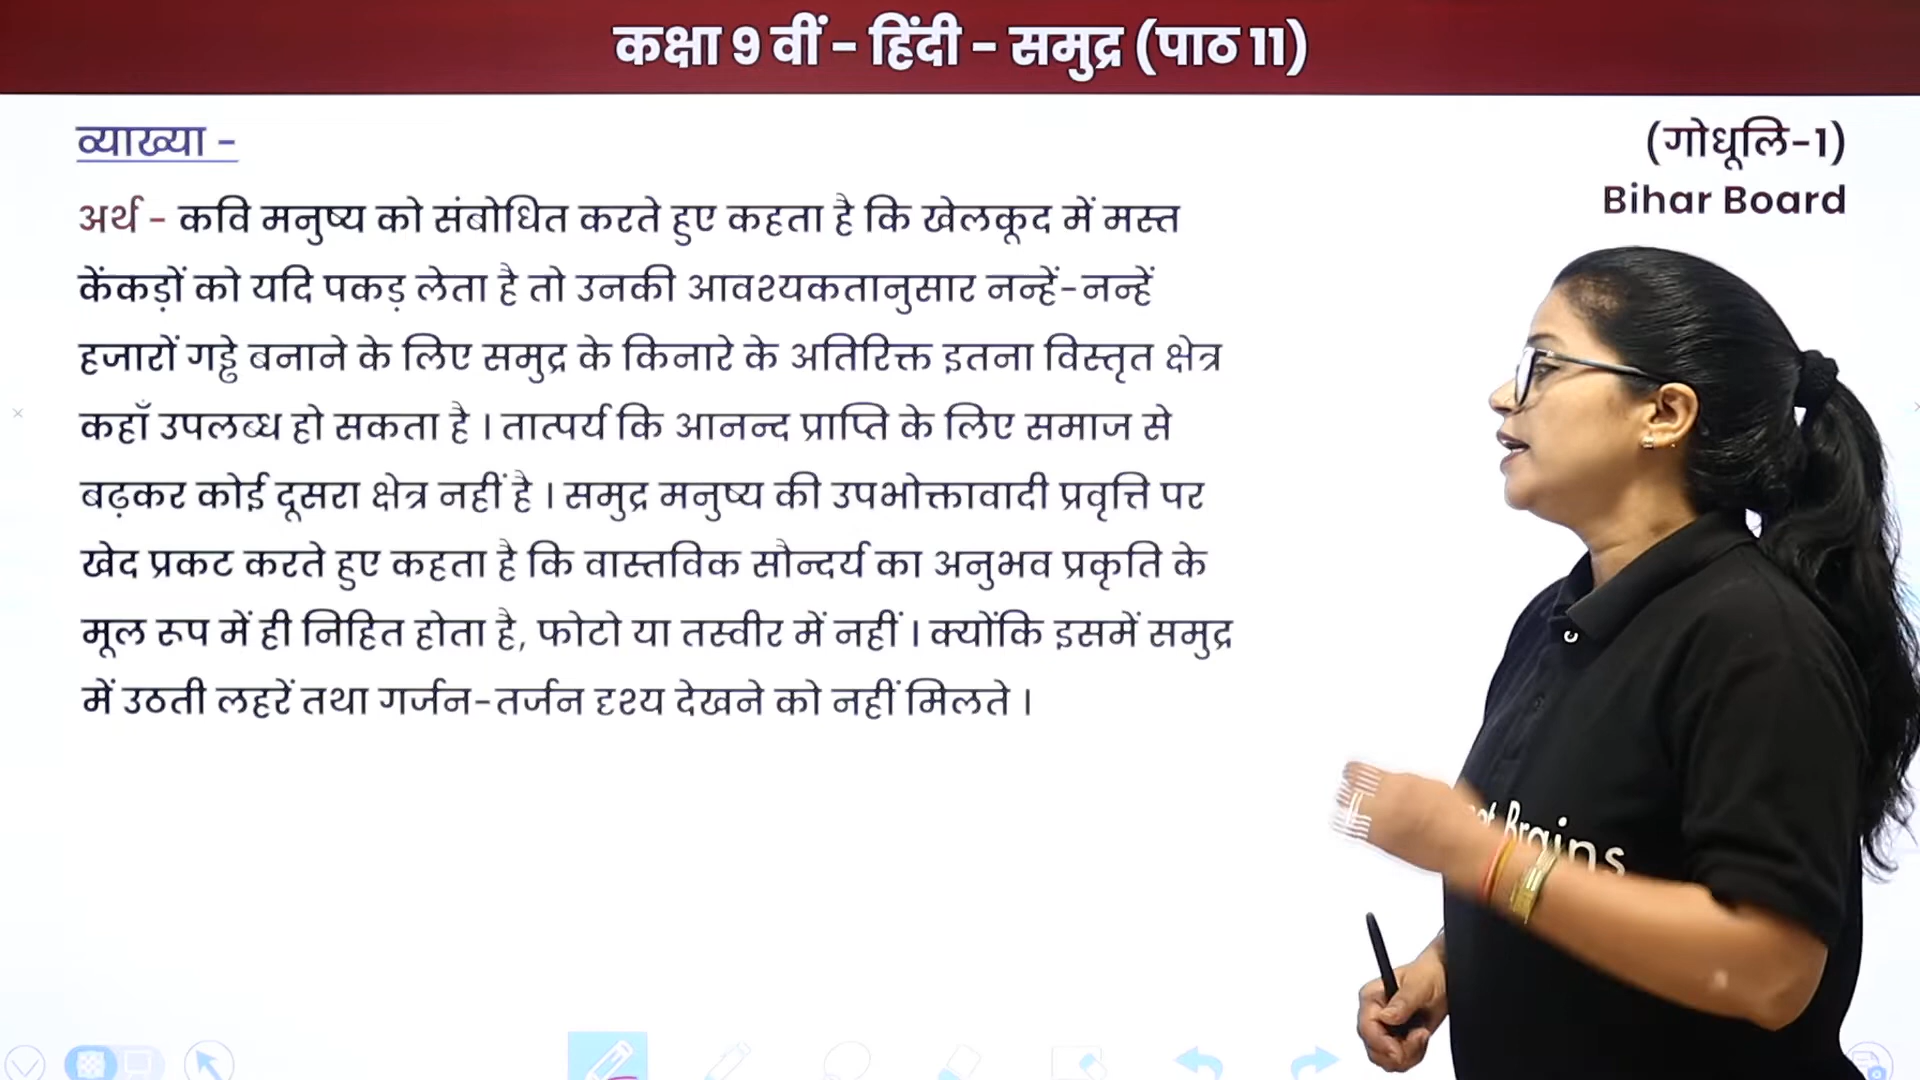 कक्षा 9 वीं - हिंदी - समुद्र (पाठ 11)
व्याख्या -
(गोधूलि-1)
Bihar Board
अर्थ - कवि मनुष्य को संबोधित करते हुए कहता है कि खेलकूद में मस्त
केंकड़ों को यदि पकड़ लेता है तो उनकी आवश्यकतानुसार नन्हें-नन्हें
हजारों गड्ढे बनाने के लिए समुद्र के किनारे के अतिरिक्त इतना विस्तृत क्षेत्र
कहाँ उपलब्ध हो सकता है । तात्पर्य कि आनन्द प्राप्ति के लिए समाज से
बढ़कर कोई दूसरा क्षेत्र नहीं है । समुद्र मनुष्य की उपभोक्तावादी प्रवृत्ति पर
खेद प्रकट करते हुए कहता है कि वास्तविक सौन्दर्य का अनुभव प्रकृति के
मूल रूप में ही निहित होता है, फोटो या तस्वीर में नहीं । क्योंकि इसमें समुद्र
में उठती लहरें तथा गर्जन-तर्जन दृश्य देखने को नहीं मिलते ।
Brains